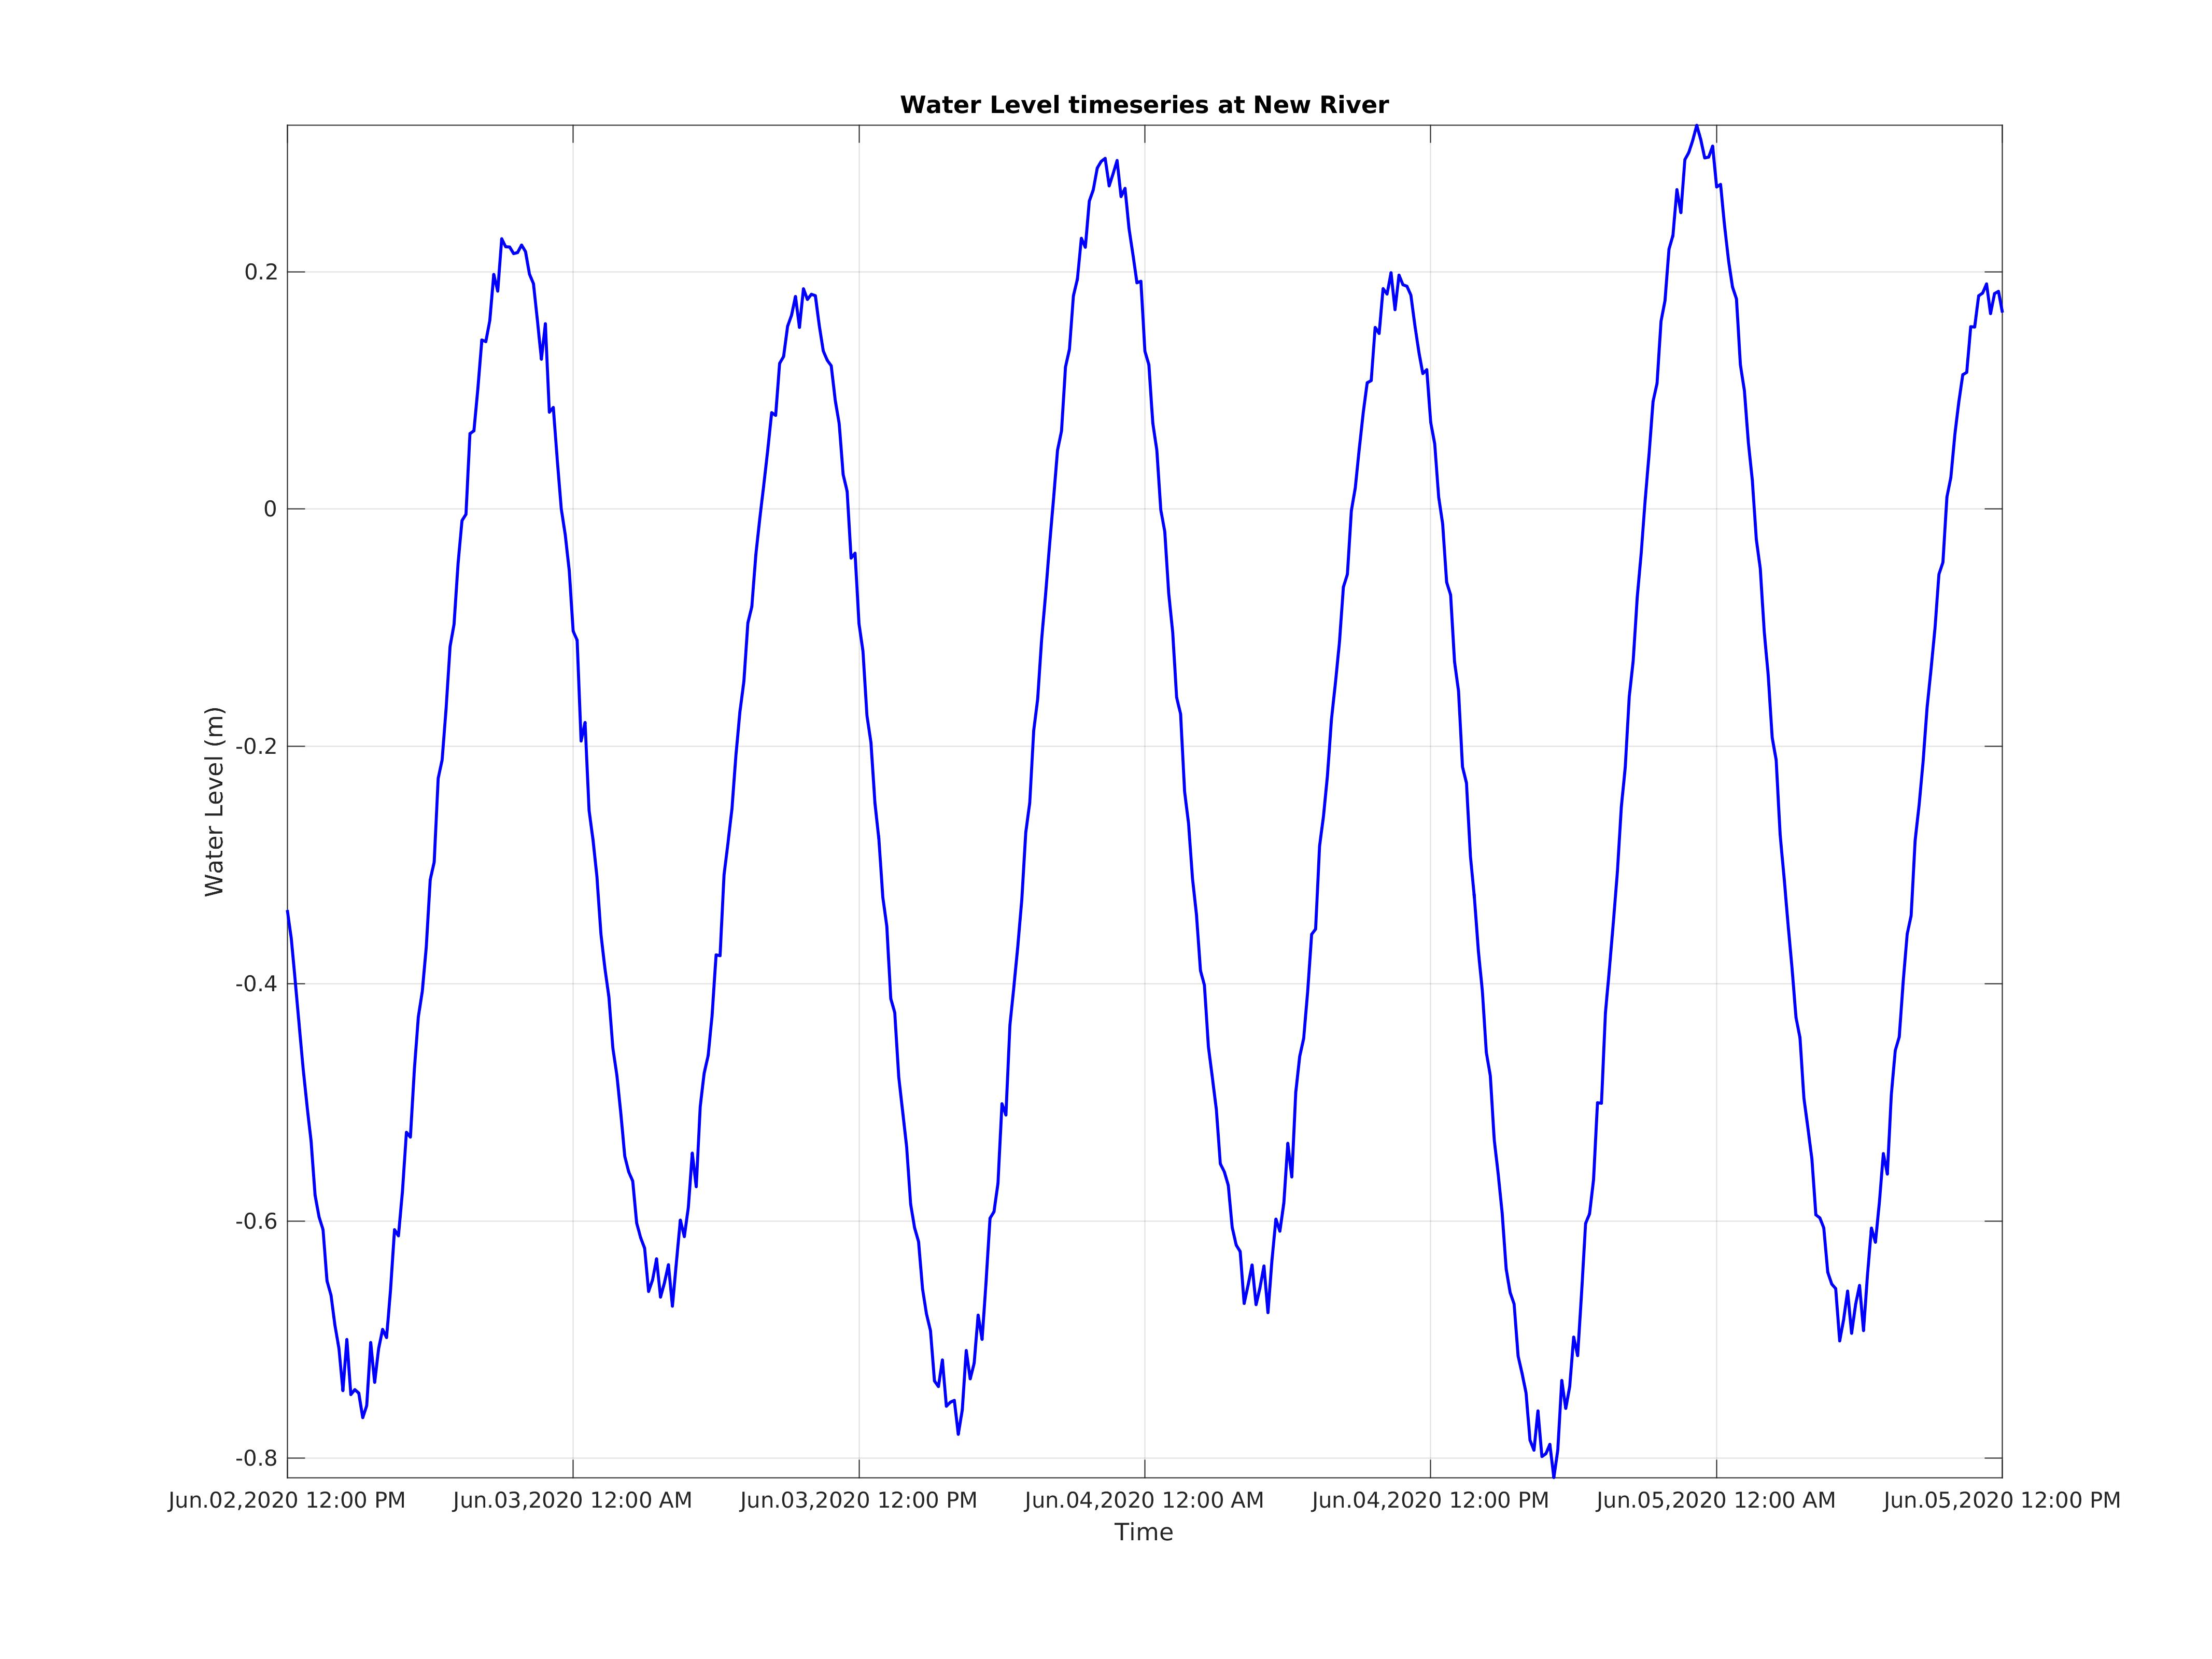 Water Level timeseries at New River
Water Level (m)
0.2
0
-0.2
-0.4
-0.6
-0.8
Jun.02,2020 12:00 PM
Jun.03,2020 12:00 AM
Jun.03,2020 12:00 PM
Jun.04,2020 12:00 AM
Jun.04,2020 12:00 PM
Jun.05,2020 12:00 AM
Jun.05,2020 12:00 PM
Time